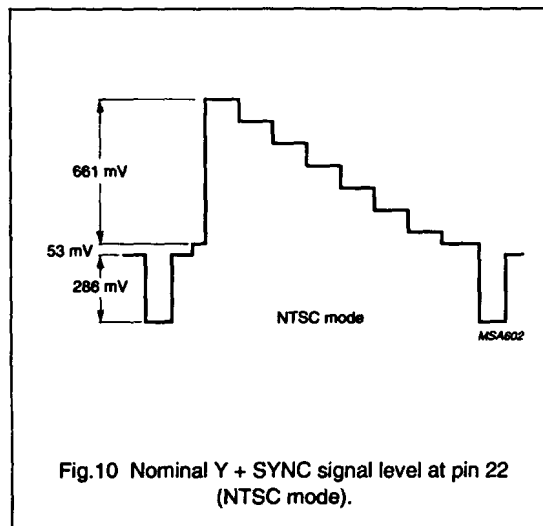 661 mV
53 mV
286 mV
NTSC mode
MSA602
Fig.10 Nominal Y + SYNC signal level at pin 22
(NTSC mode).